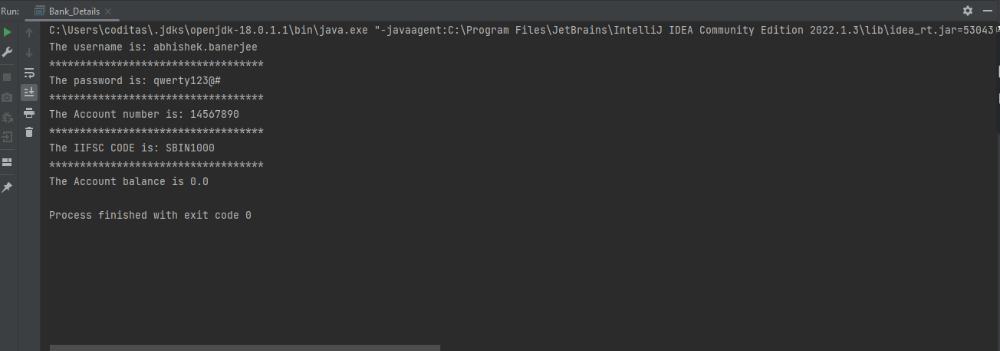 Run: Bank_Details
C:\Users\coditas\.jdks\openjdk-18.0.1.1\bin\java.exe "-javaagent:C:\Program Files\JetBrains\IntelliJ IDEA Community Edition 2022.1.3\lib\idea_rt.jar=53043
The username is: abhishek.banerjee
***********************************
The password is: qwerty123@#
***********************************
The Account number is: 14567890
***********************************
The IIFSC CODE is: SBIN1000
***********************************
The Account balance is 0.0
Process finished with exit code 0